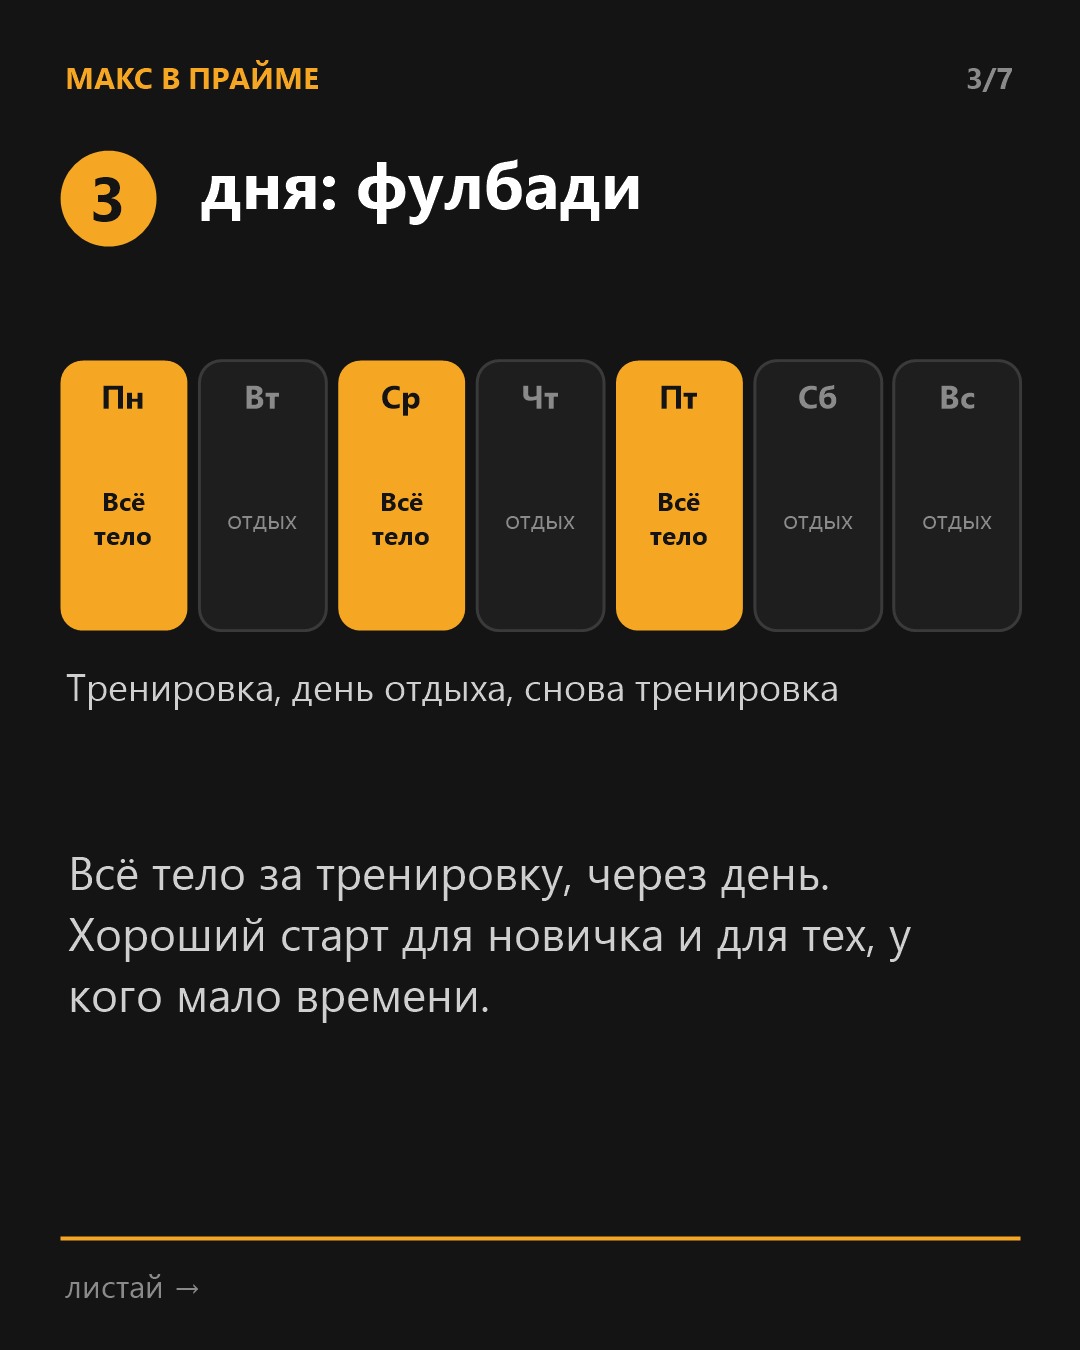 МАКС В ПРАЙМЕ
3/7
3 дня: фулбади
Пн Вт Ср Чт Пт Сб Вс
Всё тело
отдых
Всё тело
отдых
Всё тело
отдых
отдых
Тренировка, день отдыха, снова тренировка
Всё тело за тренировку, через день.
Хороший старт для новичка и для тех, у
кого мало времени.
листай →